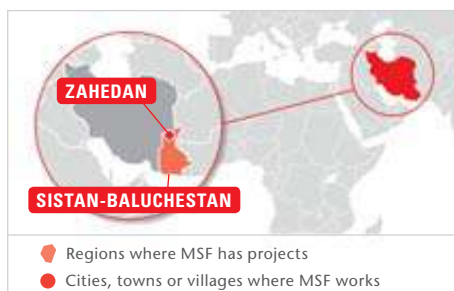 ZAHEDAN
SISTAN-BALUCHESTAN
Regions where MSF has projects
Cities, towns or villages where MSF works